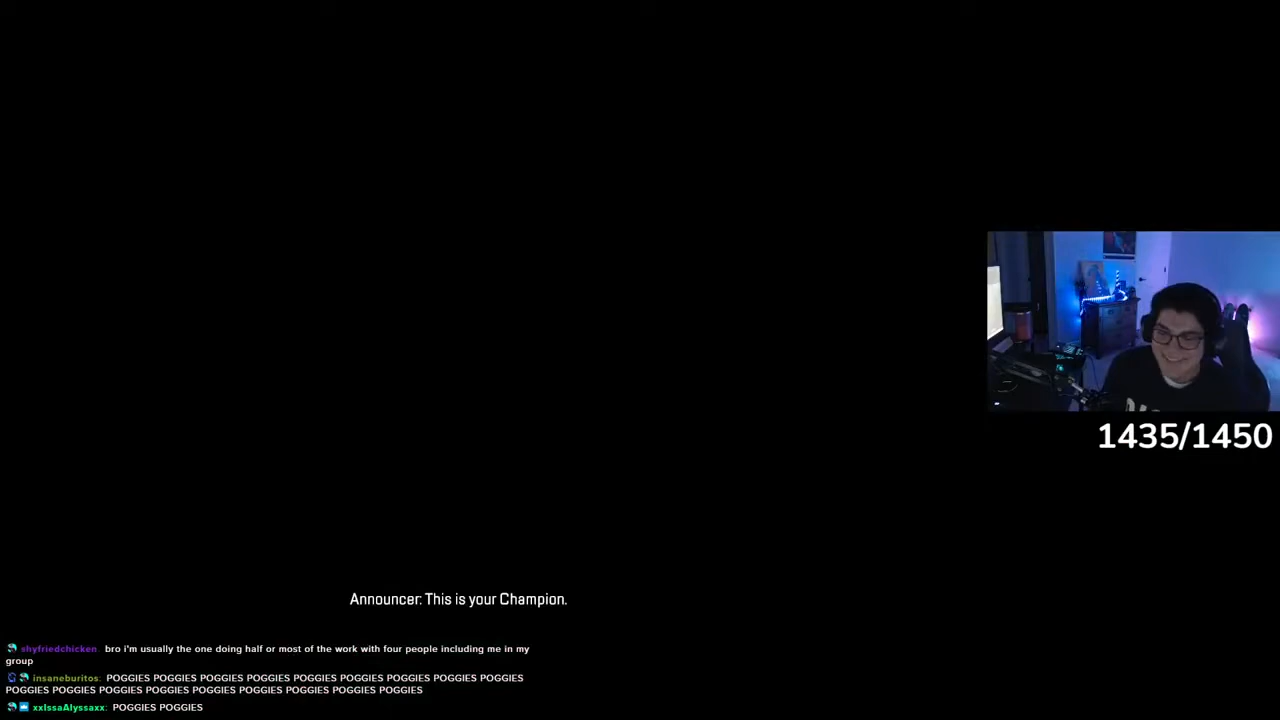 1435/1450
Announcer: This is your Champion.
shyfriedchicken: bro i'm usually the one doing half or most of the work with four people including me in my
group
insaneburitos: POGGIES POGGIES POGGIES POGGIES POGGIES POGGIES POGGIES POGGIES POGGIES
POGGIES POGGIES POGGIES POGGIES POGGIES POGGIES POGGIES POGGIES POGGIES
xxIssaAlyssaxx: POGGIES POGGIES